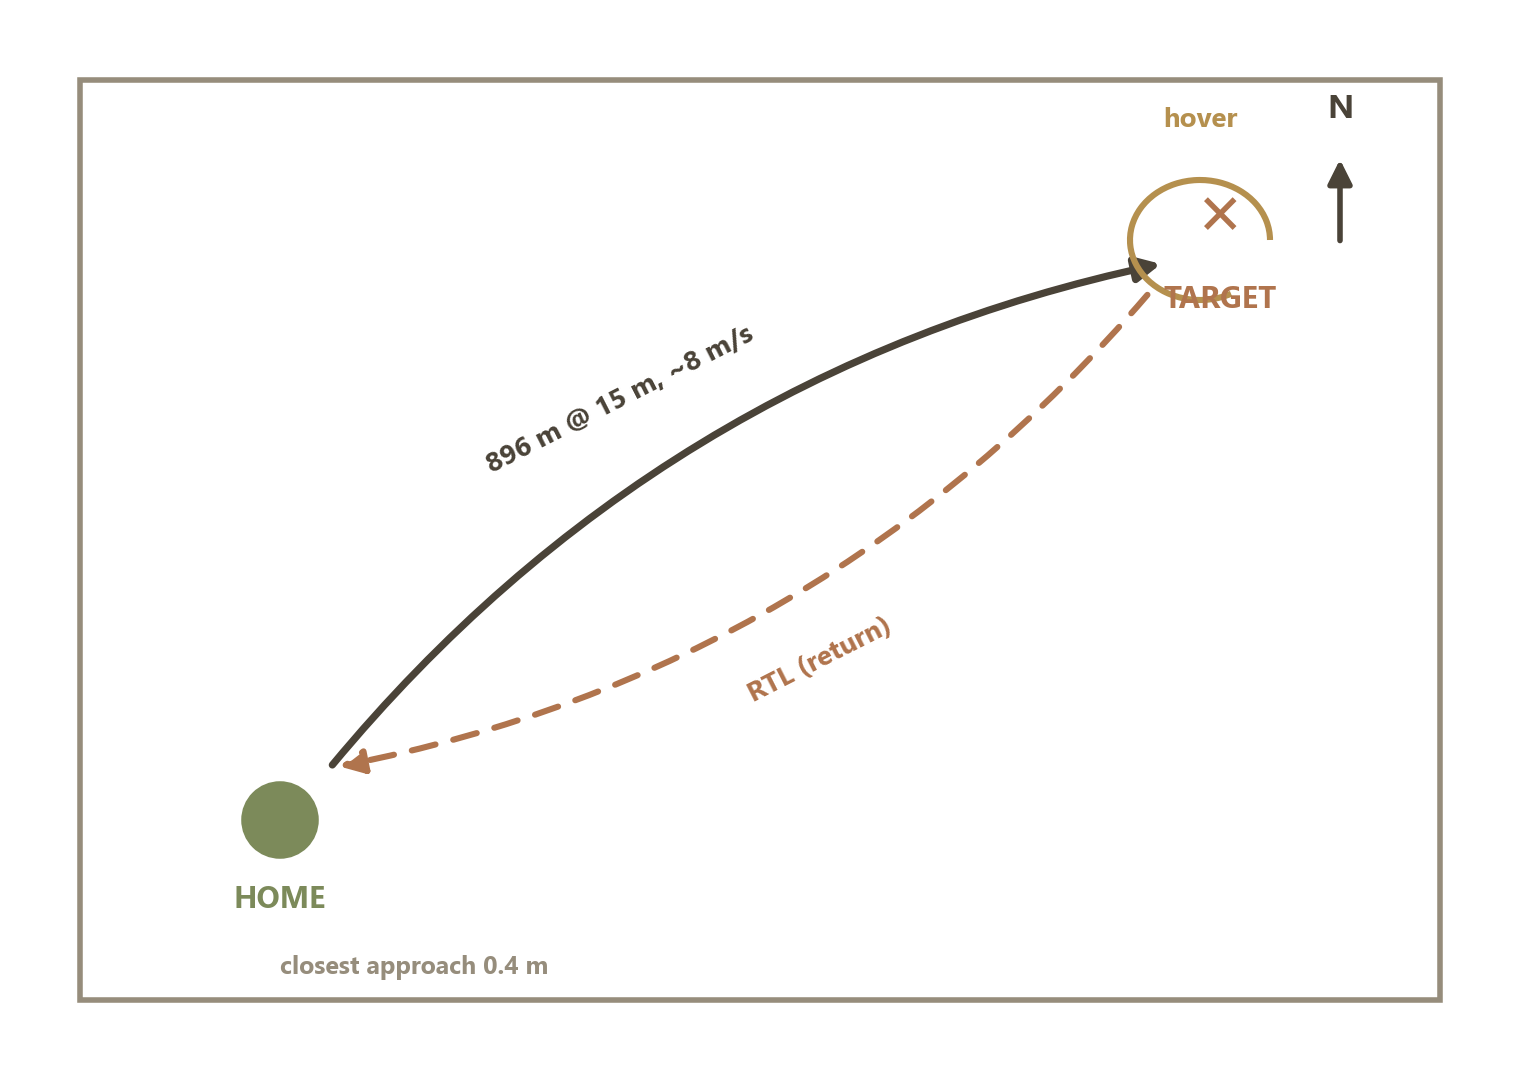 hover
N
TARGET
896 m @ 15 m, ~8 m/s
RTL (return)
HOME
closest approach 0.4 m